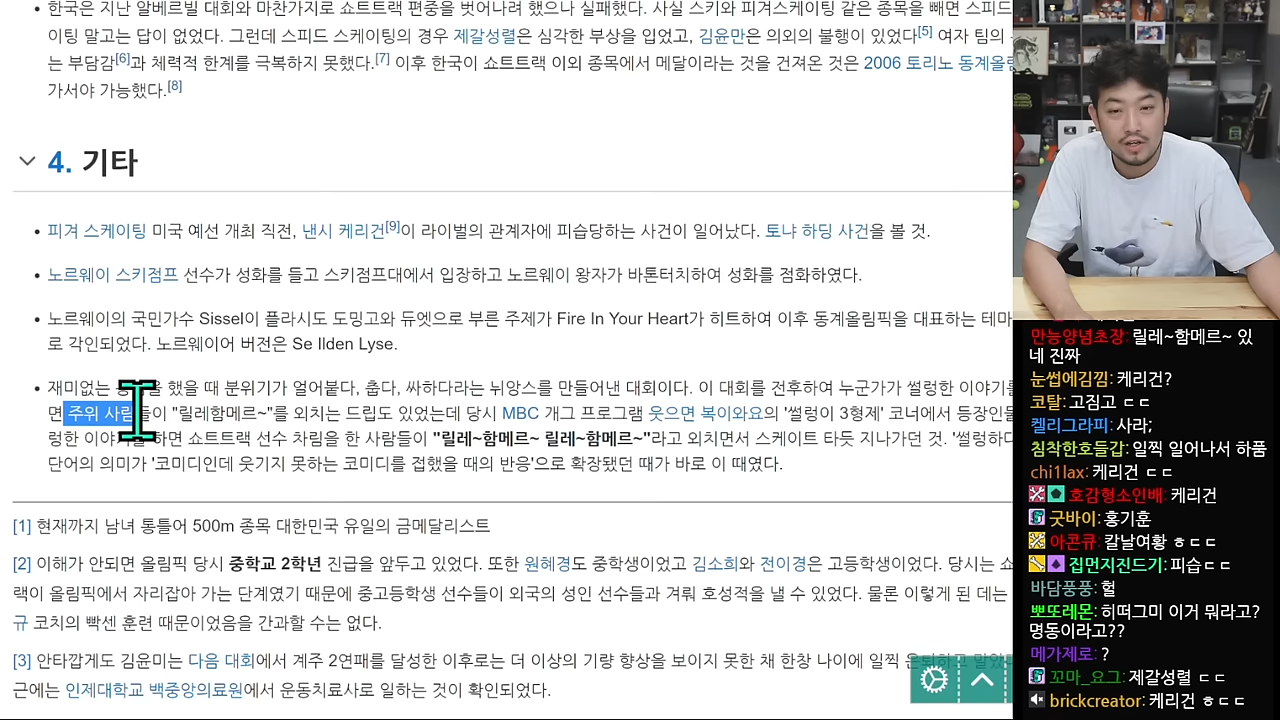 한국은 지난 알베르빌 대회와 마찬가지로 쇼트트랙 편중을 벗어나려 했으나 실패했다. 사실 스키와 피겨스케이팅 같은 종목을 빼면 스피드
이팅 말고는 답이 없었다. 그런데 스피드 스케이팅의 경우 제갈성렬은 심각한 부상을 입었고, 김윤만은 의외의 불행이 있었다[5] 여자 팀의
는 부담감[6]과 체력적 한계를 극복하지 못했다.[7] 이후 한국이 쇼트트랙 이외 종목에서 메달이라는 것을 건져온 것은 2006 토리노 동계올림
가서야 가능했다.[8]
4. 기타
• 피겨 스케이팅 미국 예선 개최 직전, 낸시 케리건[9]이 라이벌의 관계자에 피습당하는 사건이 일어났다. 토냐 하딩 사건을 볼 것.
• 노르웨이 스키점프 선수가 성화를 들고 스키점프대에서 입장하고 노르웨이 왕자가 바톤터치하여 성화를 점화하였다.
• 노르웨이의 국민가수 Sissel이 플라시도 도밍고와 듀엣으로 부른 주제가 Fire In Your Heart가 히트하여 이후 동계올림픽을 대표하는 테마
로 각인되었다. 노르웨이어 버전은 Se Ilden Lyse.
• 재미없는 을 했을 때 분위기가 얼어붙다, 춥다, 싸하다라는 뉘앙스를 만들어낸 대회이다. 이 대회를 전후하여 누군가가 썰렁한 이야기를
면 주위 사람들이 "릴레함메르~"를 외치는 드립도 있었는데 당시 MBC 개그 프로그램 웃으면 복이와요의 '썰렁이 3형제' 코너에서 등장인물
렁한 이야기를 하면 쇼트트랙 선수 차림을 한 사람들이 "릴레~함메르~ 릴레~함메르~"라고 외치면서 스케이트 타듯 지나가던 것. '썰렁하다
단어의 의미가 '코미디인데 웃기지 못하는 코미디를 접했을 때의 반응'으로 확장됐던 때가 바로 이 때였다.
[1] 현재까지 남녀 통틀어 500m 종목 대한민국 유일의 금메달리스트
[2] 이해가 안되면 올림픽 당시 중학교 2학년 진급을 앞두고 있었다. 또한 원혜경도 중학생이었고 김소희와 전이경은 고등학생이었다. 당시는 쇼
랙이 올림픽에서 자리잡아 가는 단계였기 때문에 중고등학생 선수들이 외국의 성인 선수들과 겨뤄 호성적을 낼 수 있었다. 물론 이렇게 된 데는
규 코치의 빡센 훈련 때문이었음을 간과할 수는 없다.
[3] 안타깝게도 김윤미는 다음 대회에서 계주 2연패를 달성한 이후로는 더 이상의 기량 향상을 보이지 못한 채 한창 나이에 일찍 은퇴하고 말았
근에는 인제대학교 백중앙의료원에서 운동치료사로 일하는 것이 확인되었다.
만능양념초장: 릴레~함메르~ 있
네 진짜
눈썹에김낌: 케리건?
코탈: 고짐고 ㄷㄷ
켈리그라피: 사라;
침착한호들갑: 일찍 일어나서 하품
chi1lax: 케리건 ㄷㄷ
호감형소인배: 케리건
굿바이: 홍기훈
아콘큐: 칼날여황 ㅎㄷㄷ
집먼지진드기: 피습ㄷㄷ
바담풍풍: 헐
뽀또레몬: 히떠그미 이거 뭐라고?
명동이라고??
메가제로: ?
꼬마_요그: 제갈성렬 ㄷㄷ
brickcreator: 케리건 ㅎㄷㄷ